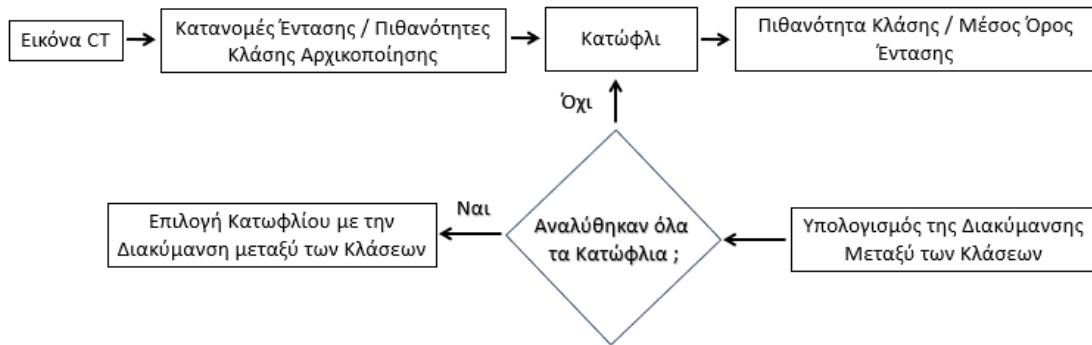 Εικόνα CT
Κατανομές Έντασης / Πιθανότητες
Κλάσης Αρχικοποίησης
Κατώφλι
Πιθανότητα Κλάσης / Μέσος Όρος
Έντασης
Όχι
Ναι
Επιλογή Κατωφλίου με την
Διακύμανση μεταξύ των Κλάσεων
Αναλύθηκαν όλα
τα Κατώφλια ;
Υπολογισμός της Διακύμανσης
Μεταξύ των Κλάσεων